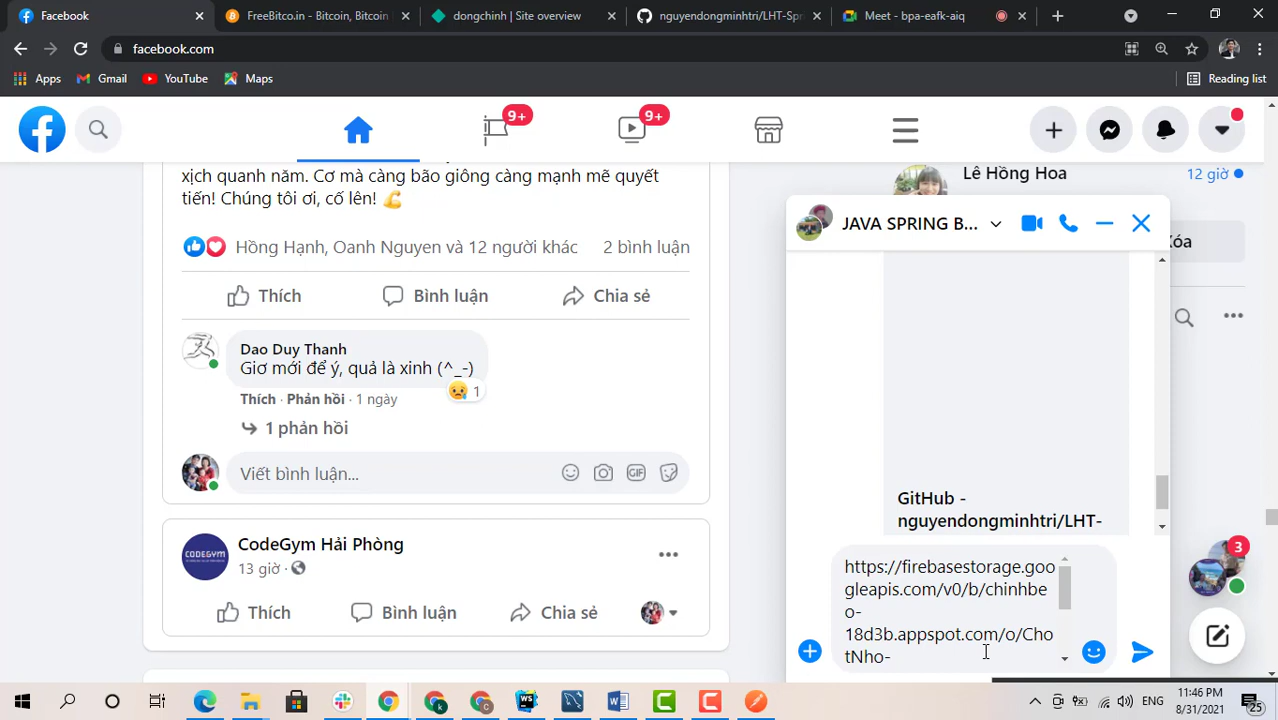 Facebook
FreeBitco.in - Bitcoin, Bitcoin
dongchinh | Site overview
nguyendongminhtri/LHT-Spr
Meet - bpa-eafk-aiq
facebook.com
Apps
Gmail
YouTube
Maps
Reading list
9+
9+
xịch quanh năm. Cơ mà càng bão giông càng mạnh mẽ quyết
tiến! Chúng tôi ơi, cố lên! 💪
Hồng Hạnh, Oanh Nguyen và 12 người khác
2 bình luận
Thích
Bình luận
Chia sẻ
Dao Duy Thanh
Giơ mới để ý, quả là xinh (^_-)
1
Thích · Phản hồi · 1 ngày
1 phản hồi
Viết bình luận...
GIF
CODEGYM
CodeGym Hải Phòng
13 giờ ·
Thích
Bình luận
Chia sẻ
Lê Hồng Hoa
12 giờ
Xóa
JAVA SPRING B...
GitHub -
nguyendongminhtri/LHT-
https://firebasestorage.goo
gleapis.com/v0/b/chinhbe
o-
18d3b.appspot.com/o/Cho
tNho-
3
ENG
11:46 PM
8/31/2021
25